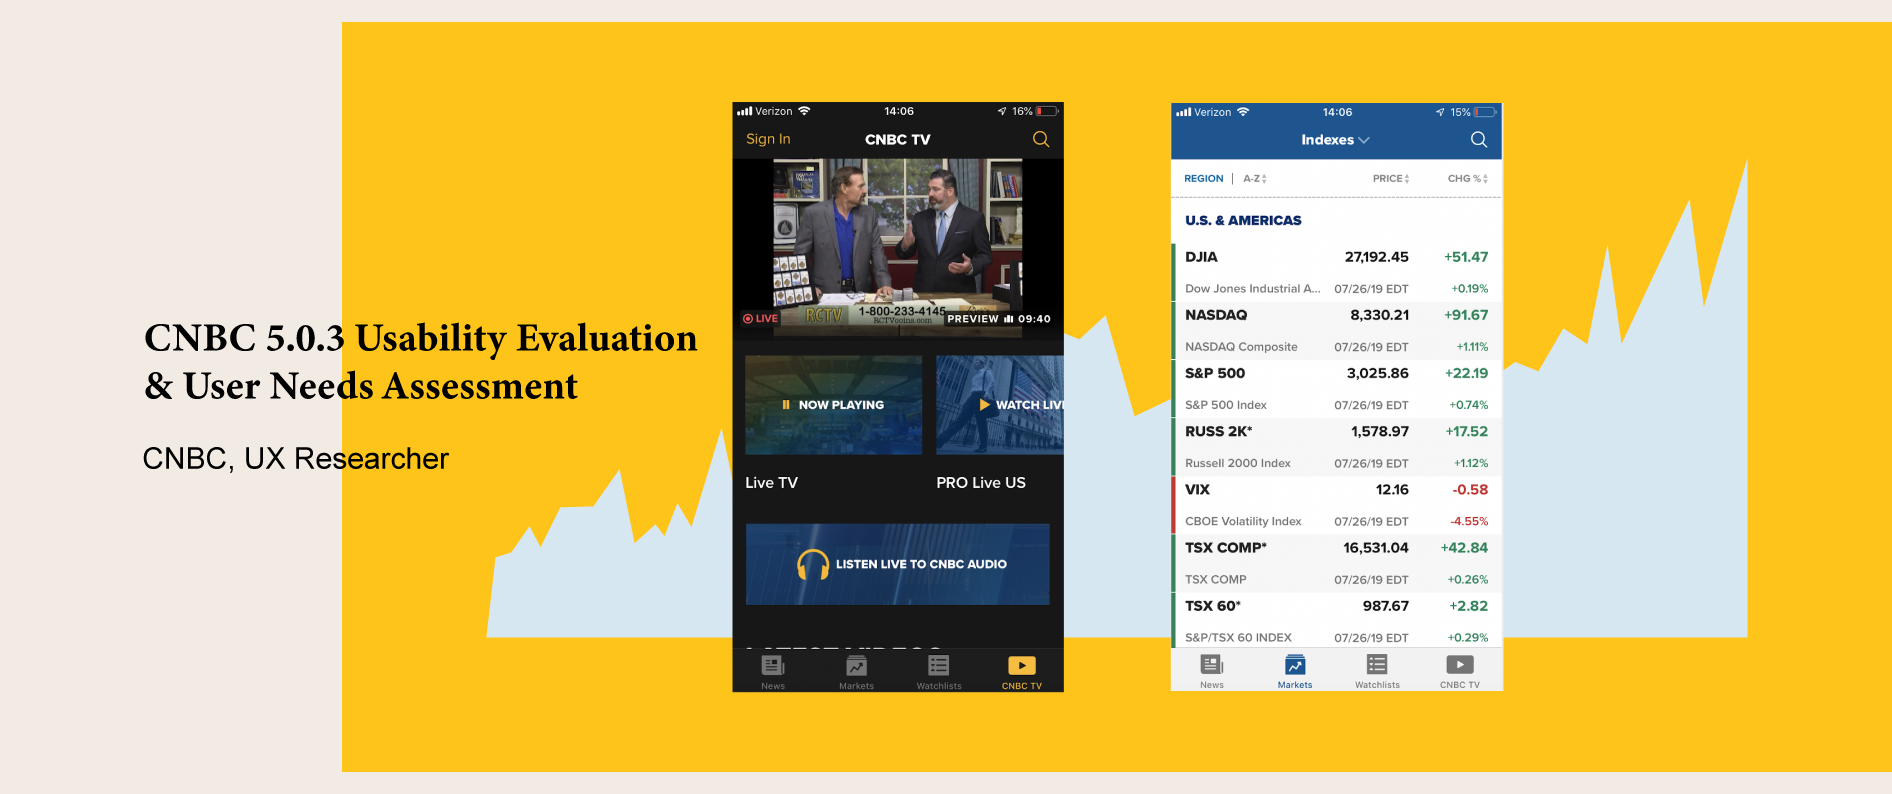 CNBC 5.0.3 Usability Evaluation
& User Needs Assessment
CNBC, UX Researcher
Verizon 14:06 16%
Sign In CNBC TV
LIVE
RCTV 1-800-233-4145
RCTVcoins.com
PREVIEW 09:40
NOW PLAYING
WATCH LIV
Live TV
PRO Live US
LISTEN LIVE TO CNBC AUDIO
LATEST VIDEOS
News Markets Watchlists CNBC TV
Verizon 14:06 15%
Indexes
REGION | A-Z PRICE CHG %
U.S. & AMERICAS
DJIA 27,192.45 +51.47
Dow Jones Industrial A... 07/26/19 EDT +0.19%
NASDAQ 8,330.21 +91.67
NASDAQ Composite 07/26/19 EDT +1.11%
S&P 500 3,025.86 +22.19
S&P 500 Index 07/26/19 EDT +0.74%
RUSS 2K* 1,578.97 +17.52
Russell 2000 Index 07/26/19 EDT +1.12%
VIX 12.16 -0.58
CBOE Volatility Index 07/26/19 EDT -4.55%
TSX COMP* 16,531.04 +42.84
TSX COMP 07/26/19 EDT +0.26%
TSX 60* 987.67 +2.82
S&P/TSX 60 INDEX 07/26/19 EDT +0.29%
News Markets Watchlists CNBC TV